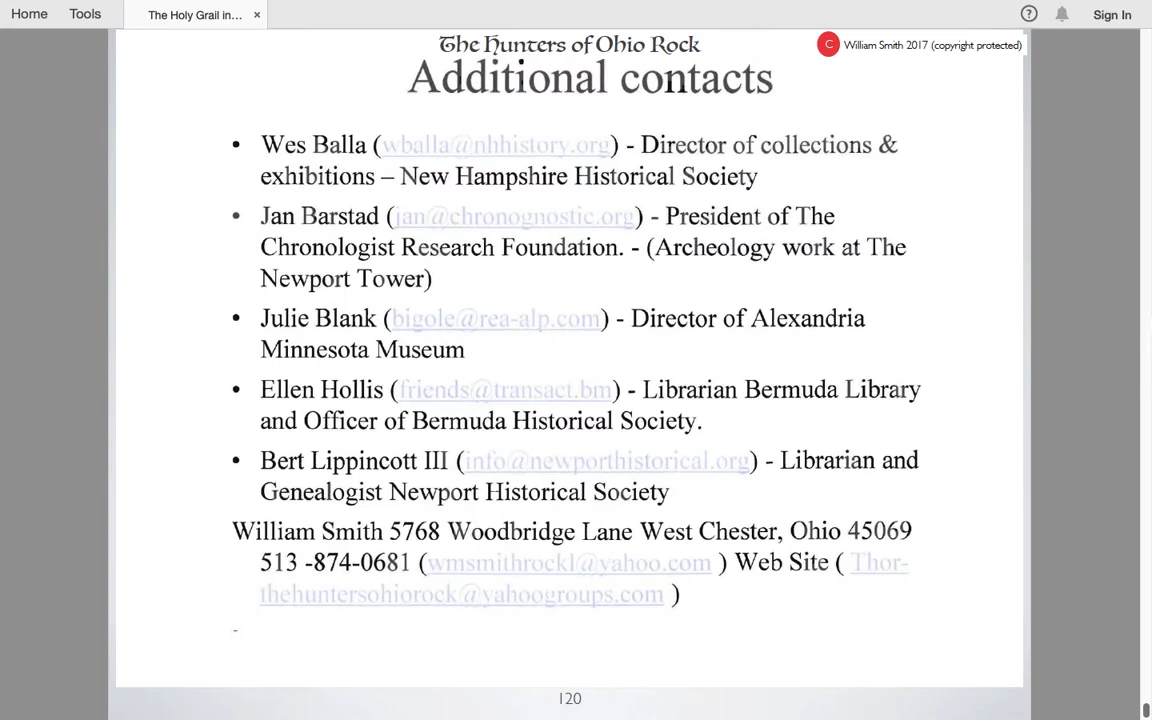 Home Tools The Holy Grail in... × ? Sign In
The Hunters of Ohio Rock
C William Smith 2017 (copyright protected)
Additional contacts
• Wes Balla (wballa@nhhistory.org) - Director of collections &
exhibitions – New Hampshire Historical Society
• Jan Barstad (jan@chronognostic.org) - President of The
Chronologist Research Foundation. - (Archeology work at The
Newport Tower)
• Julie Blank (bigole@rea-alp.com) - Director of Alexandria
Minnesota Museum
• Ellen Hollis (friends@transact.bm) - Librarian Bermuda Library
and Officer of Bermuda Historical Society.
• Bert Lippincott III (info@newporthistorical.org) - Librarian and
Genealogist Newport Historical Society
William Smith 5768 Woodbridge Lane West Chester, Ohio 45069
513 -874-0681 (wmsmithrock1@yahoo.com ) Web Site ( Thor-
thehuntersohiorock@yahoogroups.com )
-
120